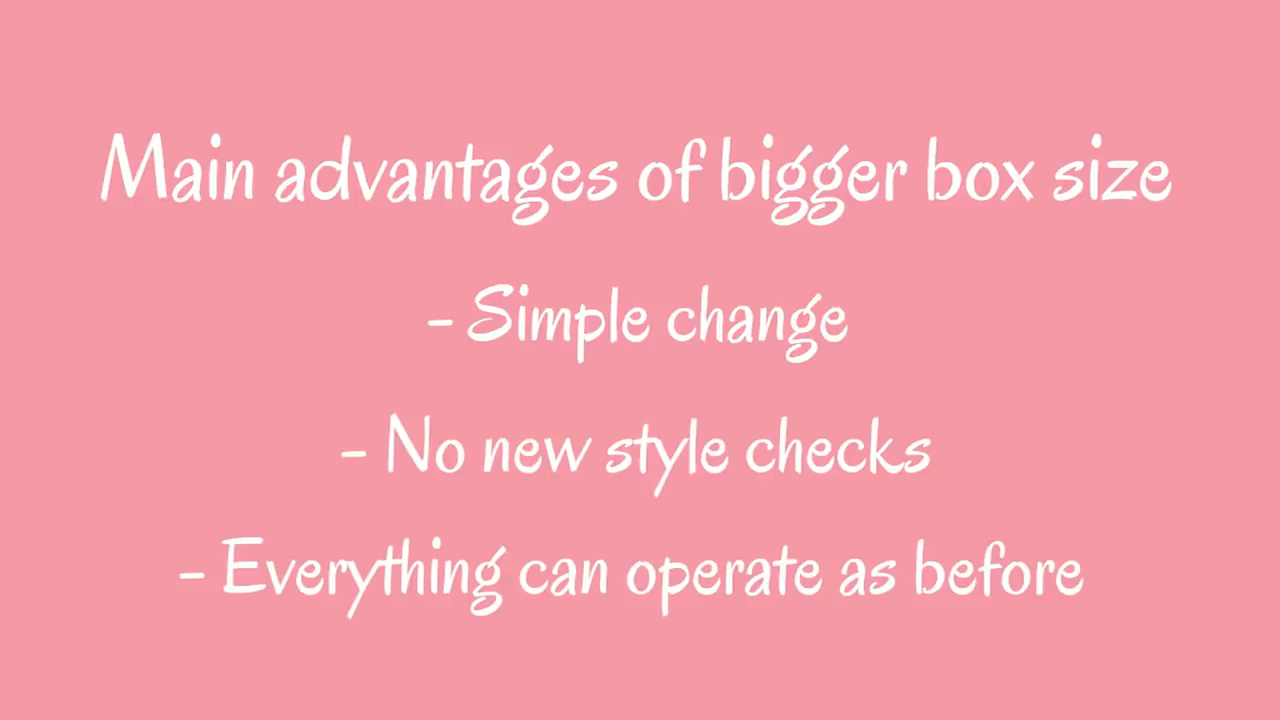 Main advantages of bigger box size
- Simple change
- No new style checks
- Everything can operate as before